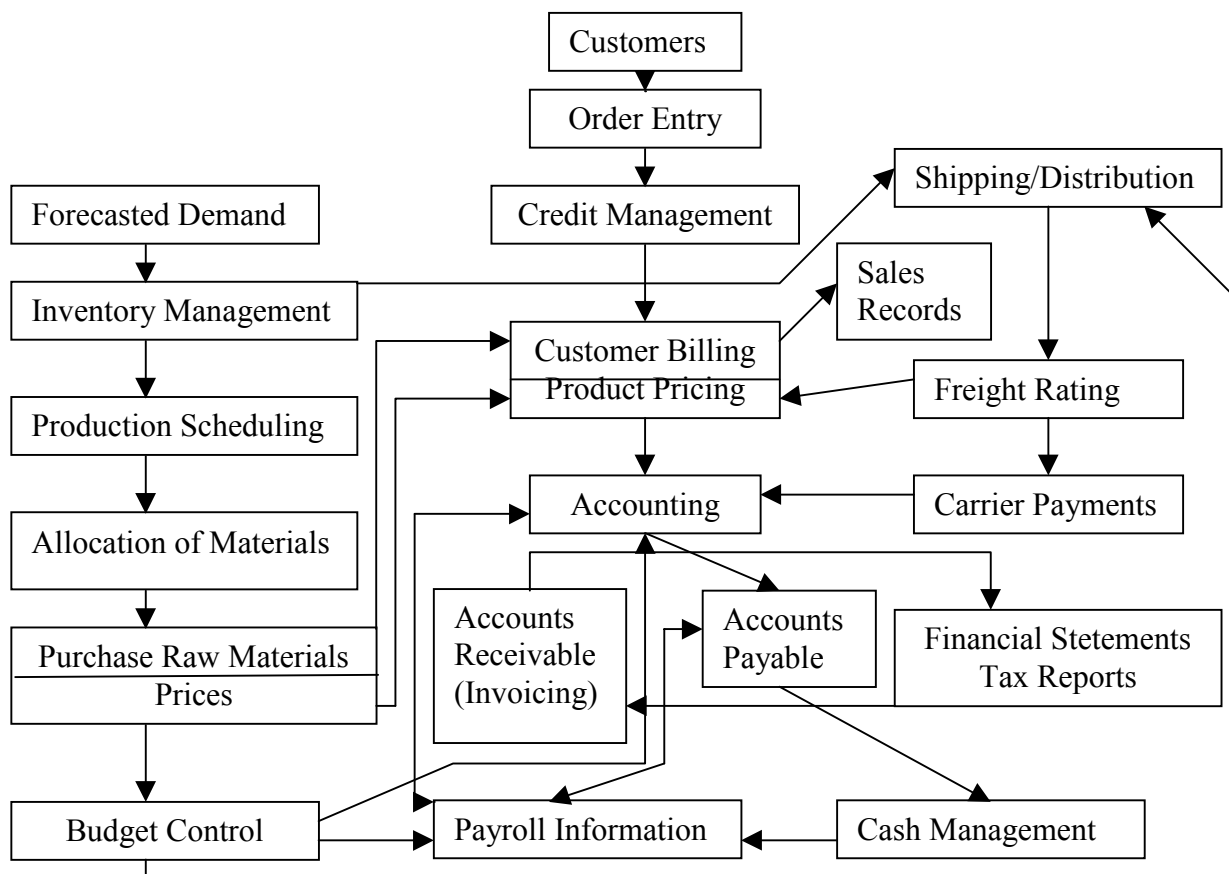 Customers
Order Entry
Shipping/Distribution
Forecasted Demand
Credit Management
Inventory Management
Sales
Records
Customer Billing
Product Pricing
Freight Rating
Production Scheduling
Accounting
Carrier Payments
Allocation of Materials
Accounts
Receivable
(Invoicing)
Accounts
Payable
Financial Stetements
Tax Reports
Purchase Raw Materials
Prices
Budget Control
Payroll Information
Cash Management